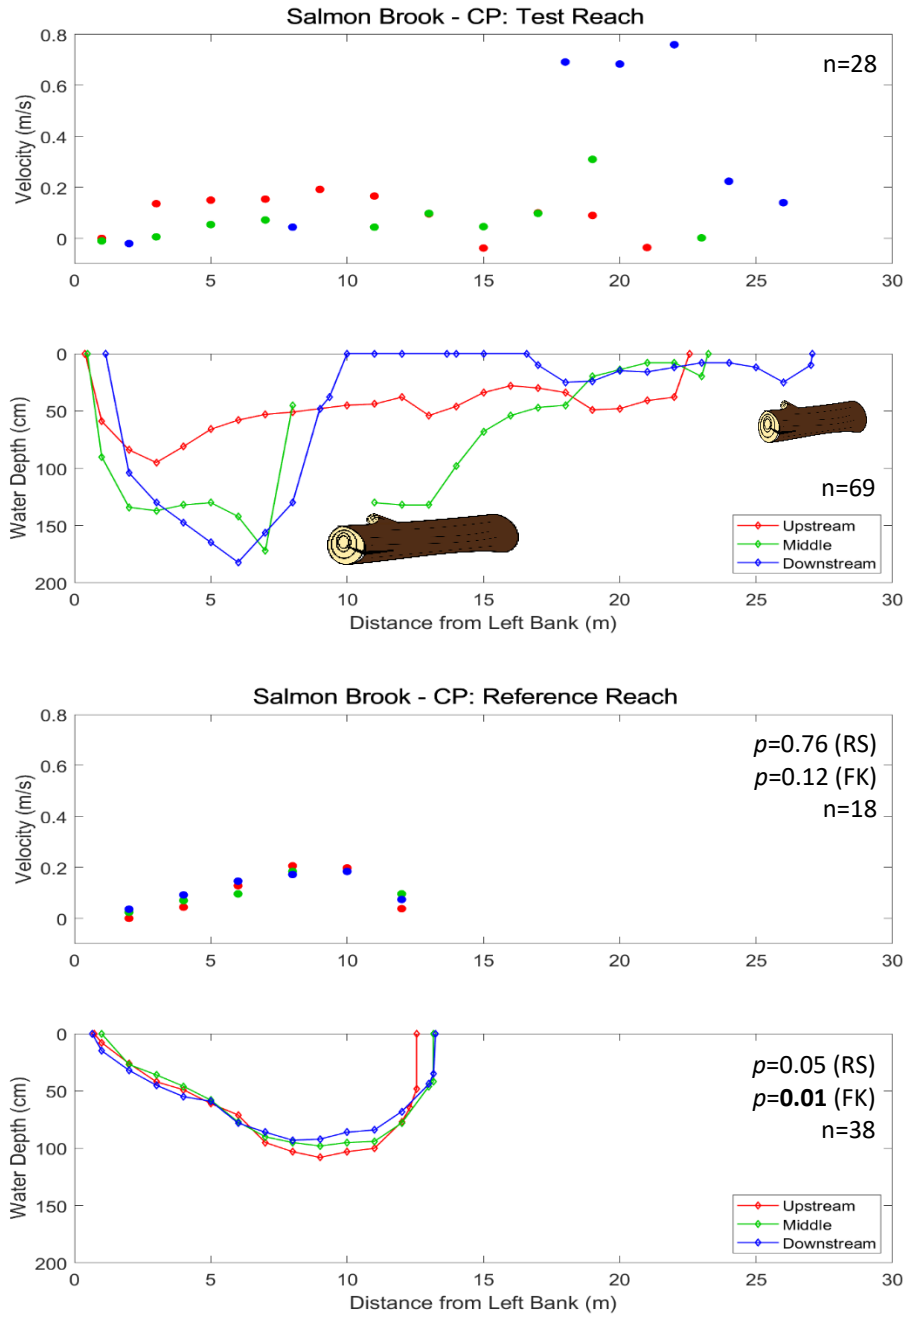 Salmon Brook - CP: Test Reach
Velocity (m/s)
0.8
0.6
0.4
0.2
0
n=28
0 5 10 15 20 25 30
Water Depth (cm)
0
50
100
150
200
n=69
Upstream
Middle
Downstream
0 5 10 15 20 25 30
Distance from Left Bank (m)
Salmon Brook - CP: Reference Reach
Velocity (m/s)
0.8
0.6
0.4
0.2
0
p=0.76 (RS)
p=0.12 (FK)
n=18
0 5 10 15 20 25 30
Water Depth (cm)
0
50
100
150
200
p=0.05 (RS)
p=0.01 (FK)
n=38
Upstream
Middle
Downstream
0 5 10 15 20 25 30
Distance from Left Bank (m)